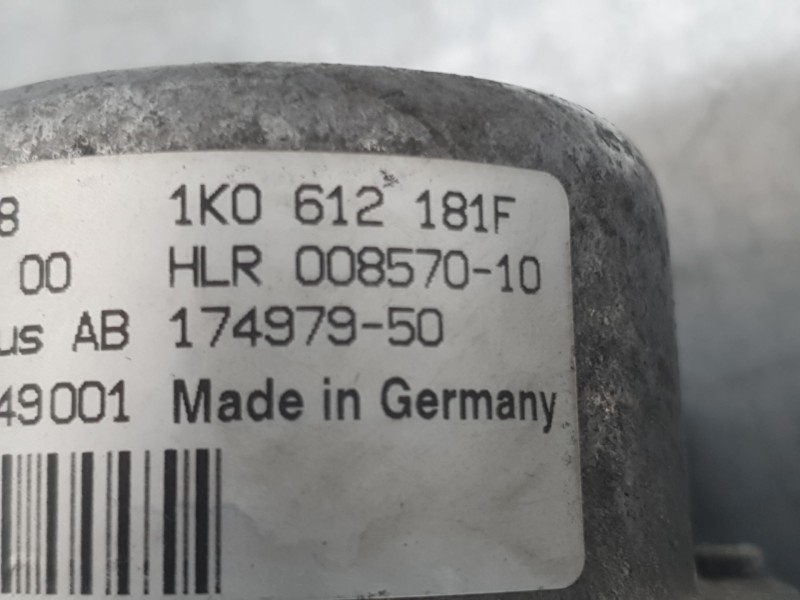 8 1K0 612 181F
00 HLR 008570-10
us AB 174979-50
49001 Made in Germany